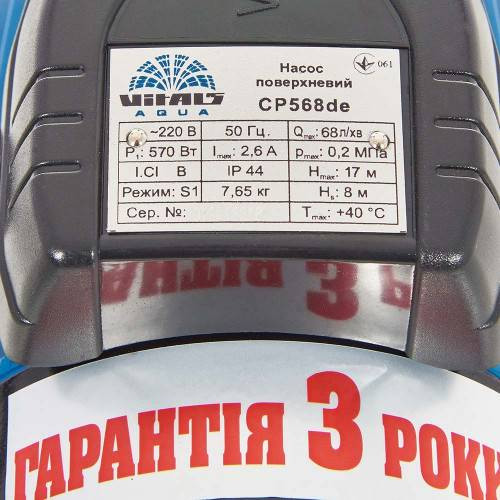 Насос
поверхневий
CP568de
061
Vitals
AQUA
~220 В 50 Гц. Qmax: 68л/хв
P1: 570 Вт Imax: 2,6 А pmax: 0,2 МПа
I.Cl B IP 44 Hmax: 17 м
Режим: S1 7,65 кг Hs: 8 м
Сер. №: Tmax: +40 °C
ГАРАНТІЯ 3 РОКИ